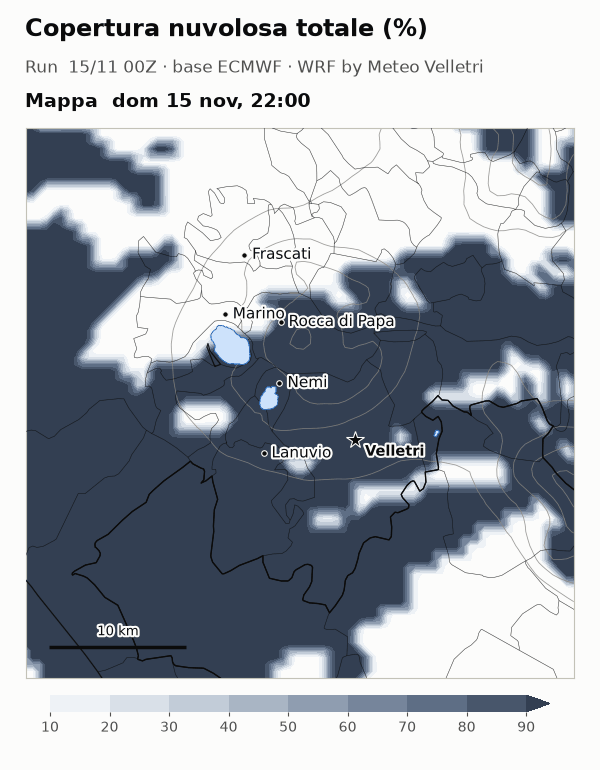 Copertura nuvolosa totale (%)
Run  15/11 00Z · base ECMWF · WRF by Meteo Velletri
Mappa  dom 15 nov, 22:00
Frascati
Marino
Rocca di Papa
Nemi
Velletri
Lanuvio
10 km
10 20 30 40 50 60 70 80 90